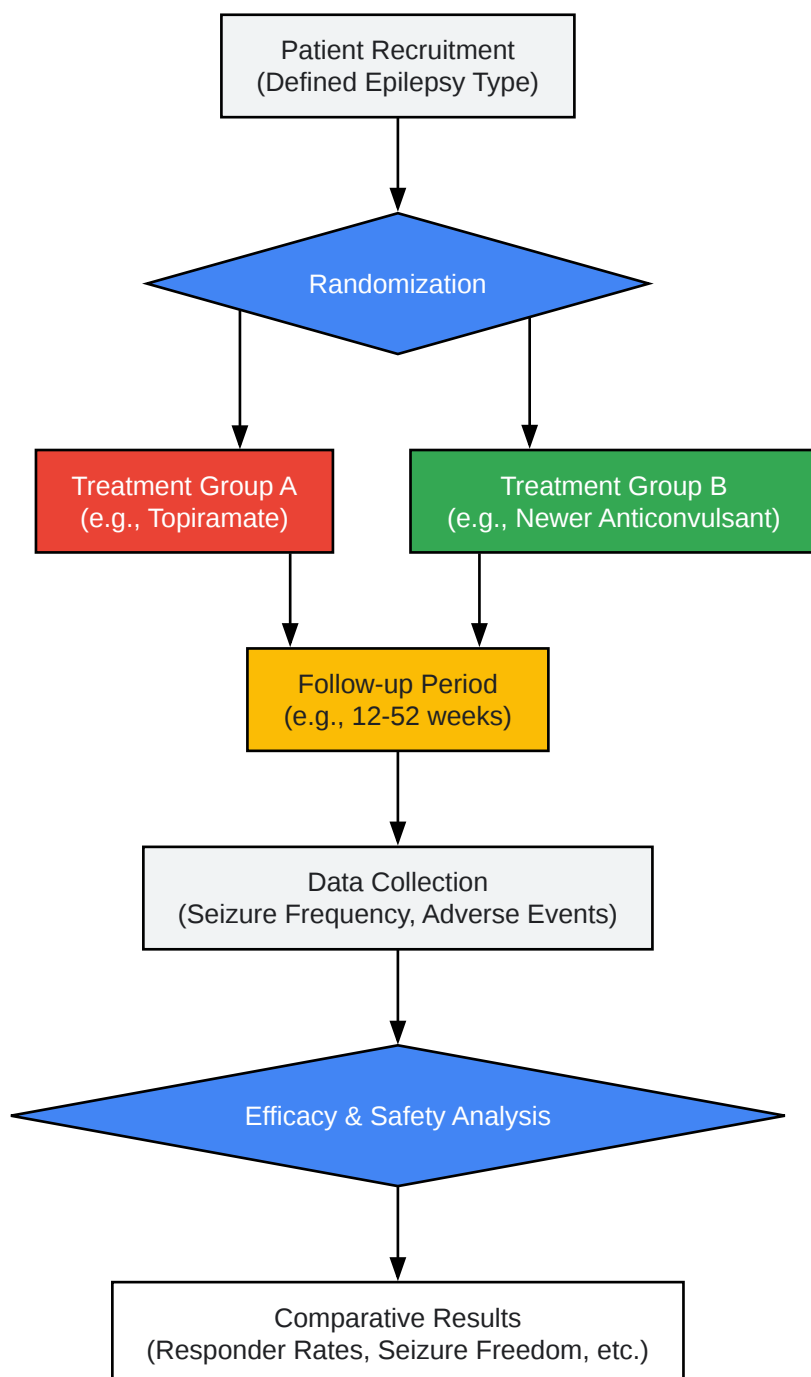 Patient Recruitment
(Defined Epilepsy Type)
Randomization
Treatment Group A
(e.g., Topiramate)
Treatment Group B
(e.g., Newer Anticonvulsant)
Follow-up Period
(e.g., 12-52 weeks)
Data Collection
(Seizure Frequency, Adverse Events)
Efficacy & Safety Analysis
Comparative Results
(Responder Rates, Seizure Freedom, etc.)